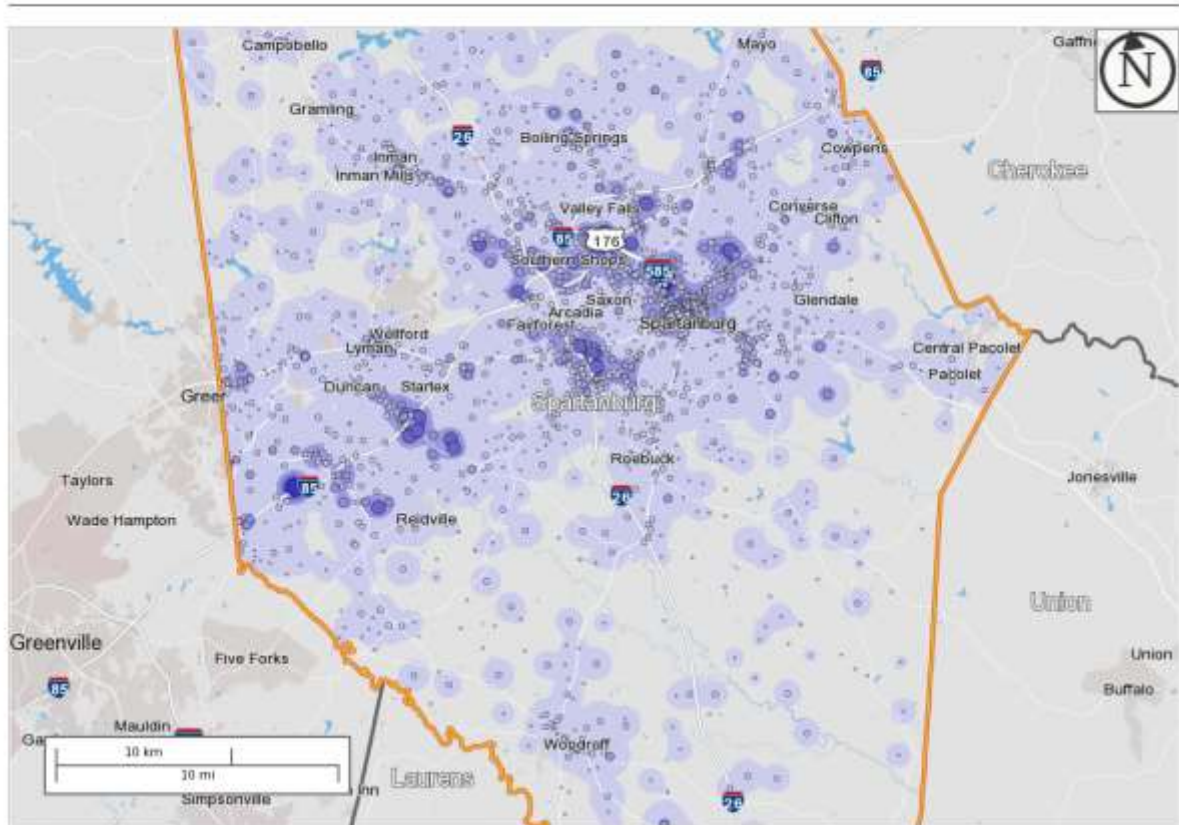 Campobello
Mayo
Gaffn
85
N
Gramling
26
Boiling Springs
Cowpens
Inman
Inman Mills
Cherokee
Converse
Clifton
Valley Falls
85
176
Southern Shops
585
Saxon
Glendale
Arcadia
Fairforest
Spartanburg
Wellford
Lyman
Central Pacolet
Pacolet
Duncan
Startex
Greer
Spartanburg
Roebuck
Jonesville
Taylors
85
26
Wade Hampton
Reidville
Union
Greenville
Five Forks
Union
85
Buffalo
Mauldin
Woodruff
10 km
10 mi
Laurens
26
Simpsonville